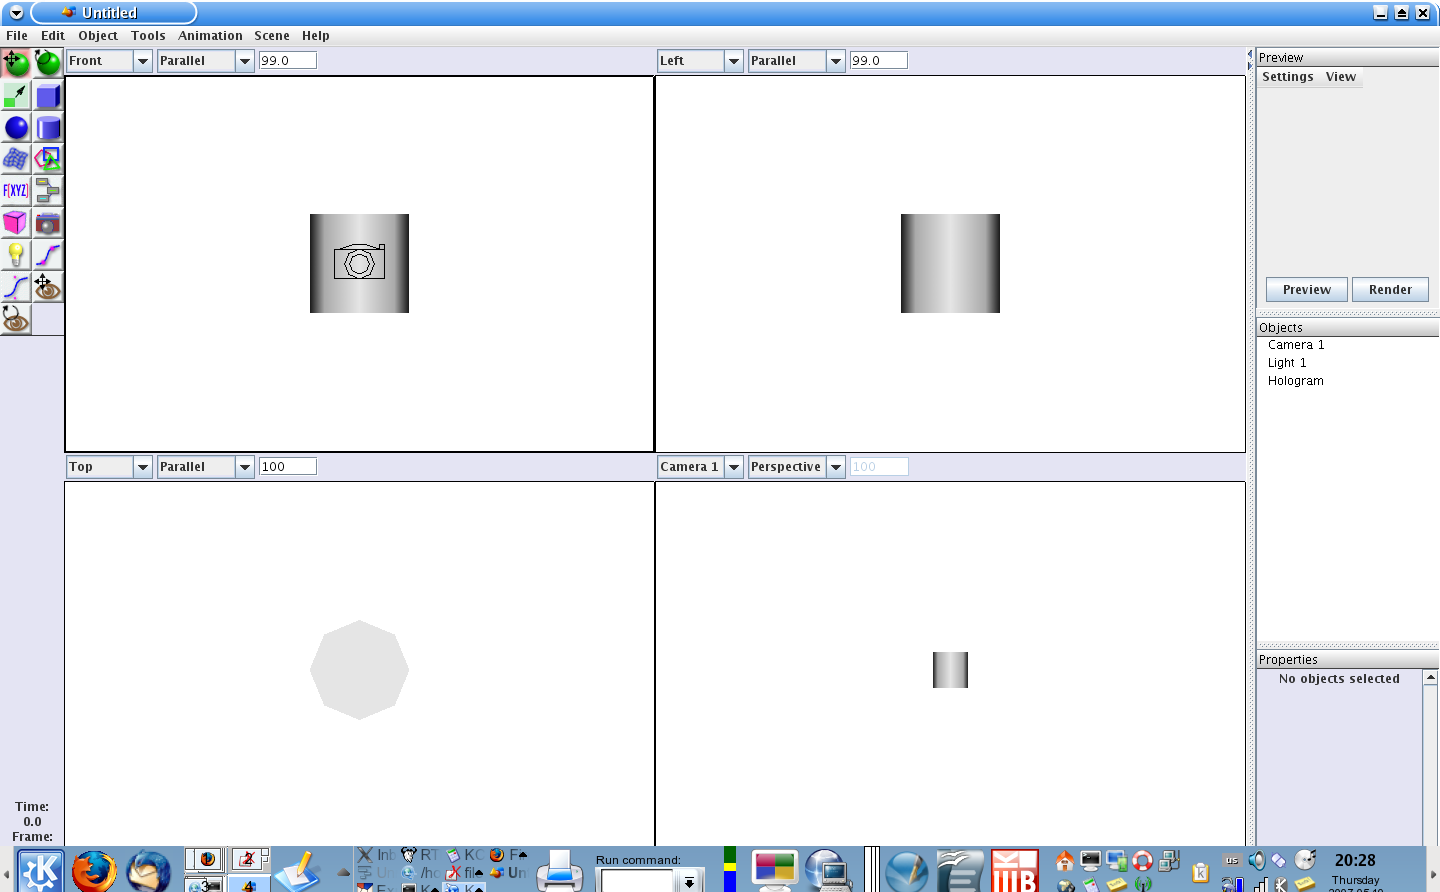 Untitled
File Edit Object Tools Animation Scene Help
Front Parallel 99.0 Left Parallel 99.0
Preview
Settings View
F[XYZ]
Preview Render
Objects
Camera 1
Light 1
Hologram
Top Parallel 100 Camera 1 Perspective 100
Properties
No objects selected
Time:
0.0
Frame:
Run command:
us
20:28
Thursday